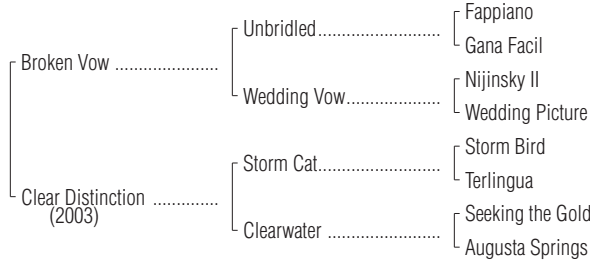 Fappiano
Unbridled........................
Gana Facil
Broken Vow ....................
Nijinsky II
Wedding Vow..................
Wedding Picture
Storm Bird
Storm Cat.......................
Terlingua
Clear Distinction .............
(2003)
Seeking the Gold
Clearwater .....................
Augusta Springs